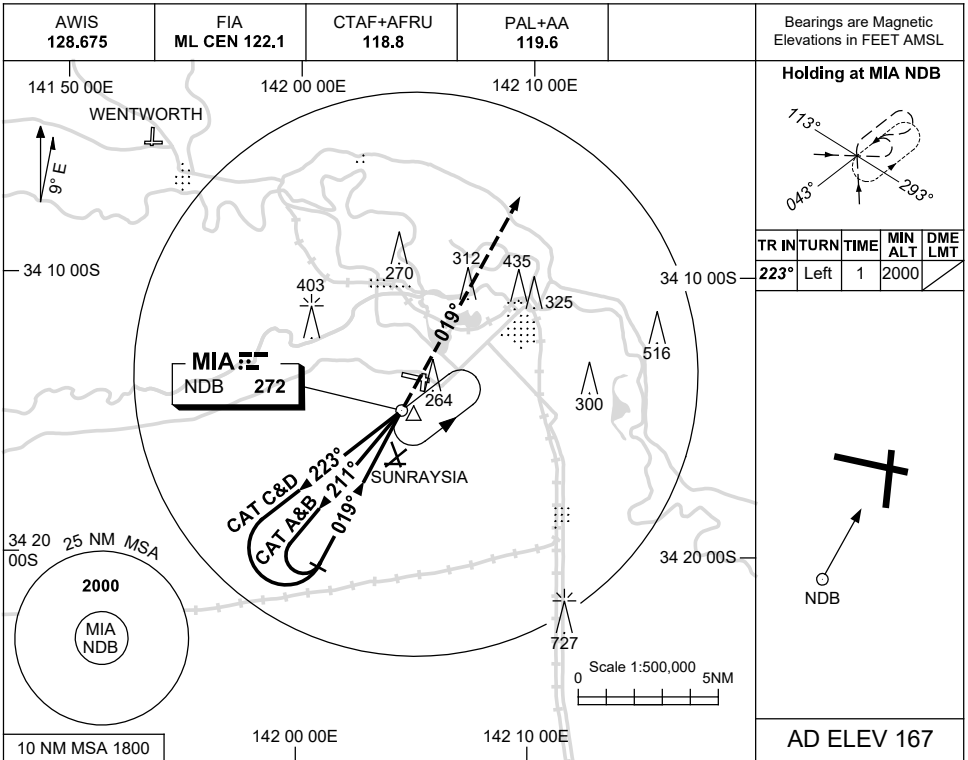 AWIS
128.675
FIA
ML CEN 122.1
CTAF+AFRU
118.8
PAL+AA
119.6
Bearings are Magnetic
Elevations in FEET AMSL
141 50 00E
142 00 00E
142 10 00E
WENTWORTH
9° E
34 10 00S
34 10 00S
270
312
435
325
403
516
019°
MIA
NDB 272
264
300
SUNRAYSIA
CAT C&D 223°
CAT A&B 211°
019°
34 20
00S
34 20 00S
25 NM MSA
2000
MIA
NDB
727
Scale 1:500,000
0 5NM
10 NM MSA 1800
142 00 00E
142 10 00E
Holding at MIA NDB
113°
043°
293°
TR IN TURN TIME MIN ALT DME LMT
223° Left 1 2000
NDB
AD ELEV 167